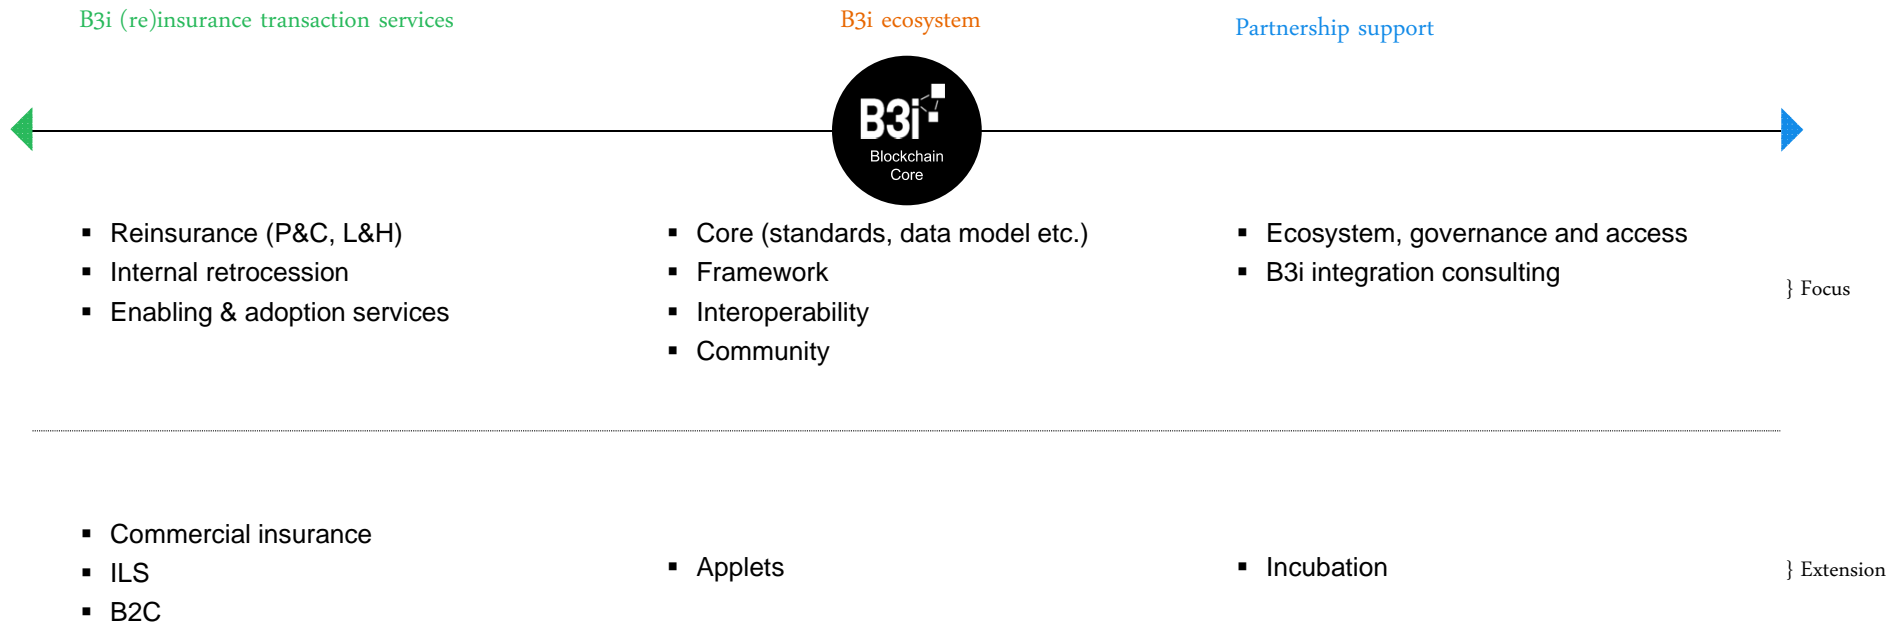 B3i (re)insurance transaction services
B3i ecosystem
Partnership support
B3i
Blockchain
Core
▪ Reinsurance (P&C, L&H)
▪ Internal retrocession
▪ Enabling & adoption services
▪ Core (standards, data model etc.)
▪ Framework
▪ Interoperability
▪ Community
▪ Ecosystem, governance and access
▪ B3i integration consulting
} Focus
▪ Commercial insurance
▪ ILS
▪ B2C
▪ Applets
▪ Incubation
} Extension